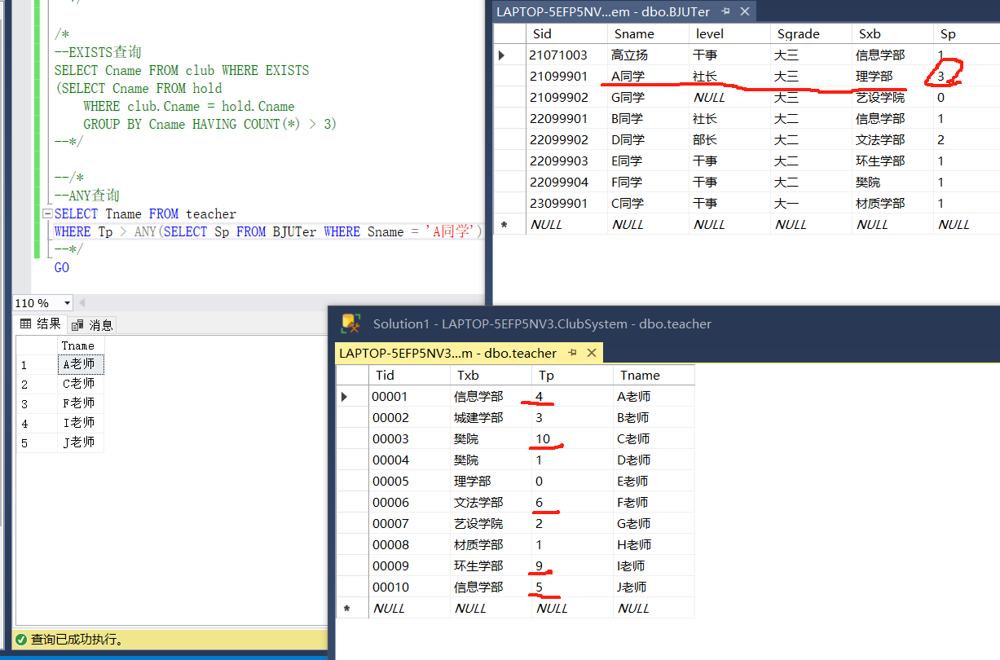 /*
--EXISTS查询
SELECT Cname FROM club WHERE EXISTS
(SELECT Cname FROM hold
WHERE club.Cname = hold.Cname
GROUP BY Cname HAVING COUNT(*) > 3)
--*/
--/*
--ANY查询
SELECT Tname FROM teacher
WHERE Tp > ANY(SELECT Sp FROM BJUTer WHERE Sname = 'A同学')
--*/
GO
110 %
结果 消息
Tname
1 A老师
2 C老师
3 F老师
4 I老师
5 J老师
查询已成功执行。
LAPTOP-5EFP5NV...em - dbo.BJUTer
Sid Sname level Sgrade Sxb Sp
21071003 高立扬 干事 大三 信息学部 1
21099901 A同学 社长 大三 理学部 3
21099902 G同学 NULL 大三 艺设学院 0
22099901 B同学 社长 大二 信息学部 1
22099902 D同学 部长 大二 文法学部 2
22099903 E同学 干事 大二 环生学部 1
22099904 F同学 干事 大二 樊院 1
23099901 C同学 干事 大一 材质学部 1
* NULL NULL NULL NULL NULL NULL
Solution1 - LAPTOP-5EFP5NV3.ClubSystem - dbo.teacher
LAPTOP-5EFP5NV3...m - dbo.teacher
Tid Txb Tp Tname
00001 信息学部 4 A老师
00002 城建学部 3 B老师
00003 樊院 10 C老师
00004 樊院 1 D老师
00005 理学部 0 E老师
00006 文法学部 6 F老师
00007 艺设学院 2 G老师
00008 材质学部 1 H老师
00009 环生学部 9 I老师
00010 信息学部 5 J老师
* NULL NULL NULL NULL